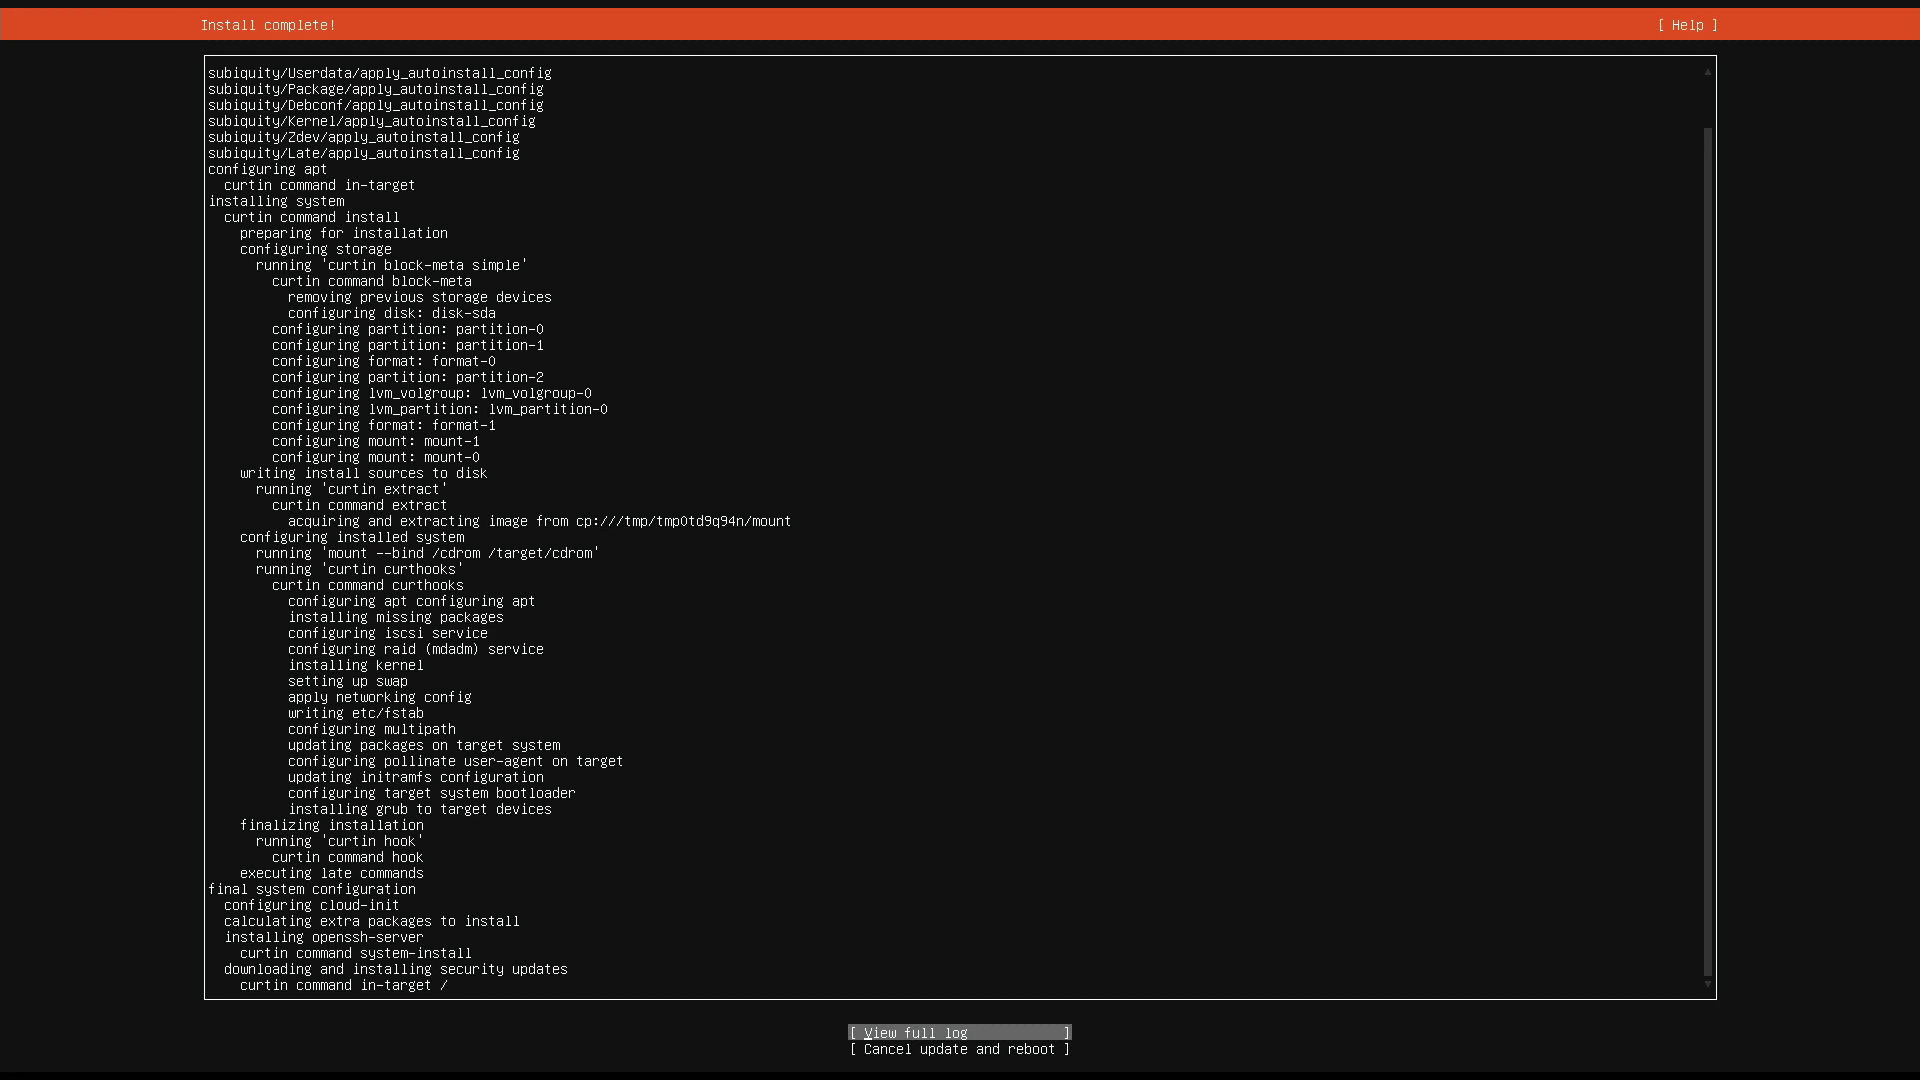 Install complete!
[ Help ]
subiquity/Userdata/apply_autoinstall_config
subiquity/Package/apply_autoinstall_config
subiquity/Debconf/apply_autoinstall_config
subiquity/Kernel/apply_autoinstall_config
subiquity/Zdev/apply_autoinstall_config
subiquity/Late/apply_autoinstall_config
configuring apt
  curtin command in-target
installing system
  curtin command install
    preparing for installation
    configuring storage
      running 'curtin block-meta simple'
        curtin command block-meta
          removing previous storage devices
          configuring disk: disk-sda
        configuring partition: partition-0
        configuring partition: partition-1
        configuring format: format-0
        configuring partition: partition-2
        configuring lvm_volgroup: lvm_volgroup-0
        configuring lvm_partition: lvm_partition-0
        configuring format: format-1
        configuring mount: mount-1
        configuring mount: mount-0
    writing install sources to disk
      running 'curtin extract'
        curtin command extract
          acquiring and extracting image from cp:///tmp/tmp0td9q94n/mount
    configuring installed system
      running 'mount --bind /cdrom /target/cdrom'
      running 'curtin curthooks'
        curtin command curthooks
          configuring apt configuring apt
          installing missing packages
          configuring iscsi service
          configuring raid (mdadm) service
          installing kernel
          setting up swap
          apply networking config
          writing etc/fstab
          configuring multipath
          updating packages on target system
          configuring pollinate user-agent on target
          updating initramfs configuration
          configuring target system bootloader
          installing grub to target devices
    finalizing installation
      running 'curtin hook'
        curtin command hook
    executing late commands
final system configuration
  configuring cloud-init
  calculating extra packages to install
  installing openssh-server
    curtin command system-install
  downloading and installing security updates
    curtin command in-target /
[ View full log            ]
[ Cancel update and reboot ]